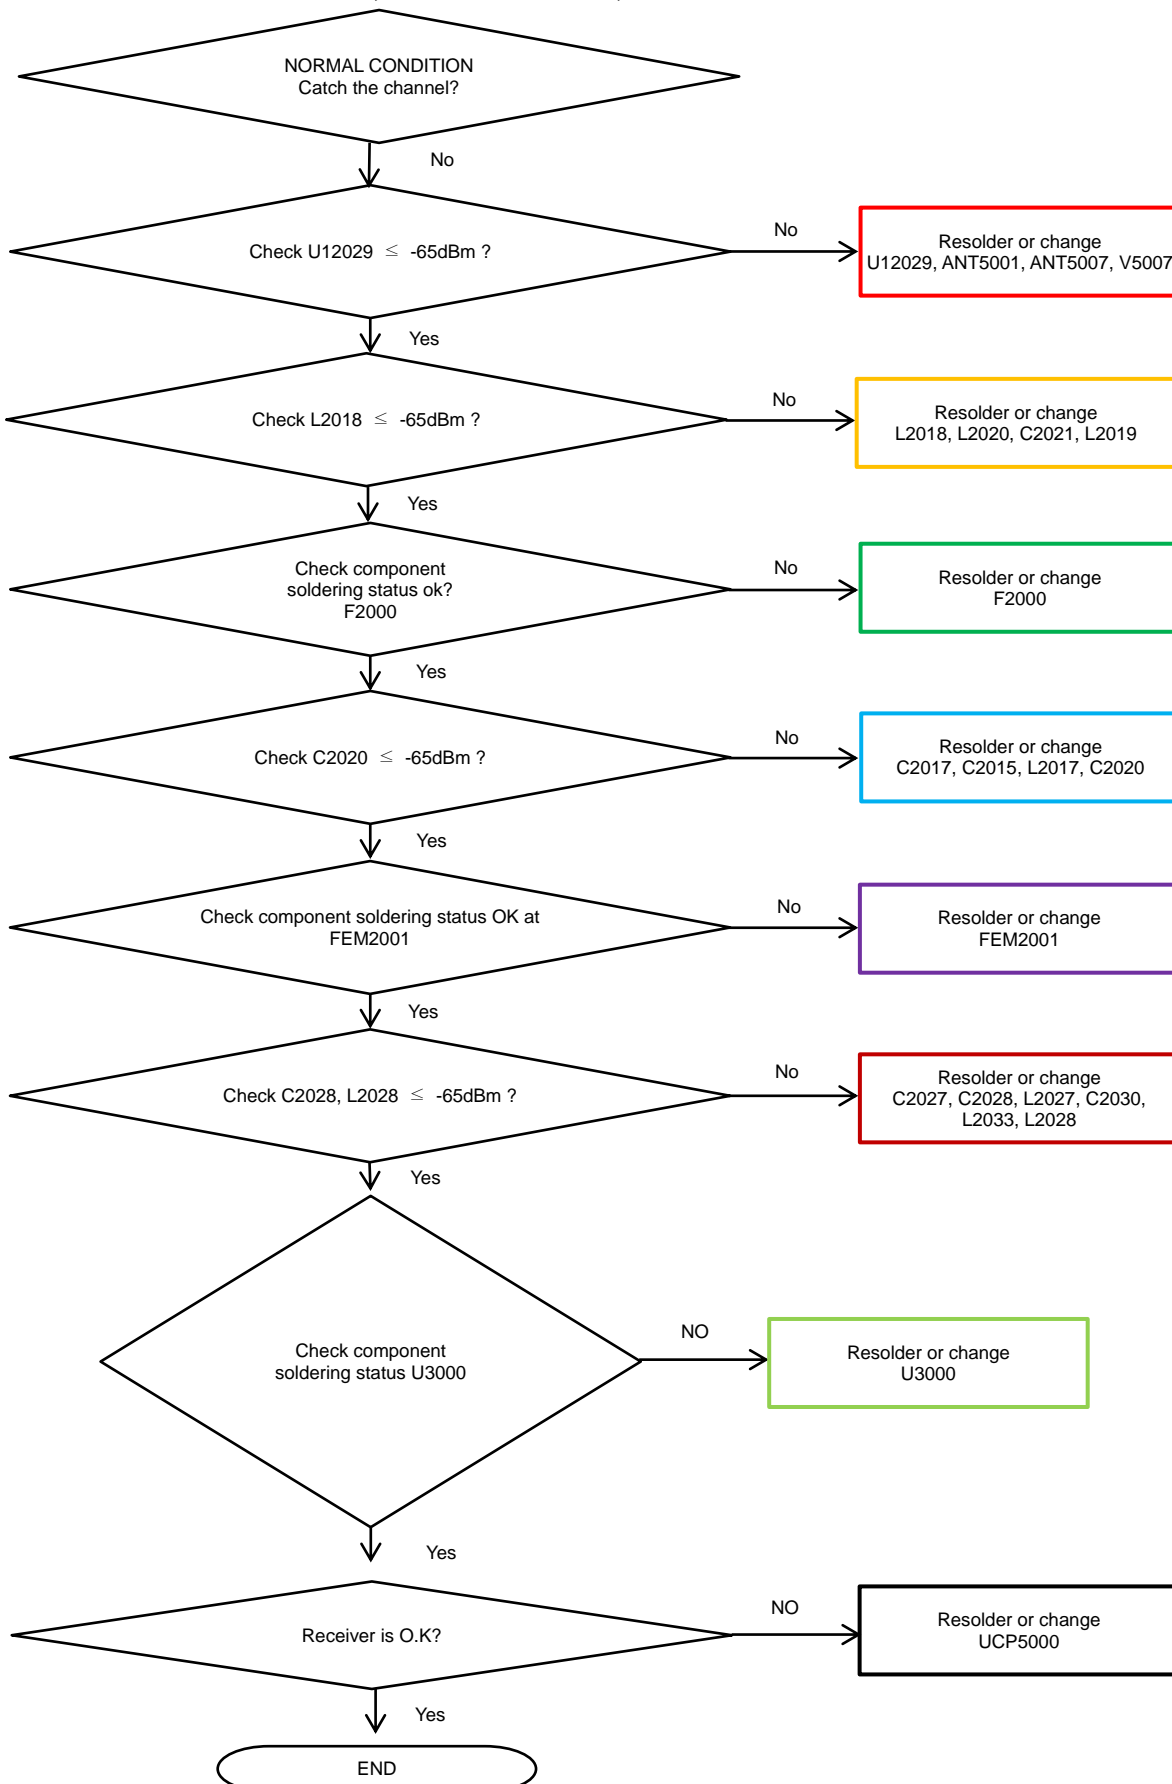 NORMAL CONDITION
Catch the channel?
No
Check U12029 ≤ -65dBm ?
No
Resolder or change
U12029, ANT5001, ANT5007, V5007
Yes
Check L2018 ≤ -65dBm ?
No
Resolder or change
L2018, L2020, C2021, L2019
Yes
Check component
soldering status ok?
F2000
No
Resolder or change
F2000
Yes
Check C2020 ≤ -65dBm ?
No
Resolder or change
C2017, C2015, L2017, C2020
Yes
Check component soldering status OK at
FEM2001
No
Resolder or change
FEM2001
Yes
Check C2028, L2028 ≤ -65dBm ?
No
Resolder or change
C2027, C2028, L2027, C2030,
L2033, L2028
Yes
Check component
soldering status U3000
NO
Resolder or change
U3000
Yes
Receiver is O.K?
NO
Resolder or change
UCP5000
Yes
END